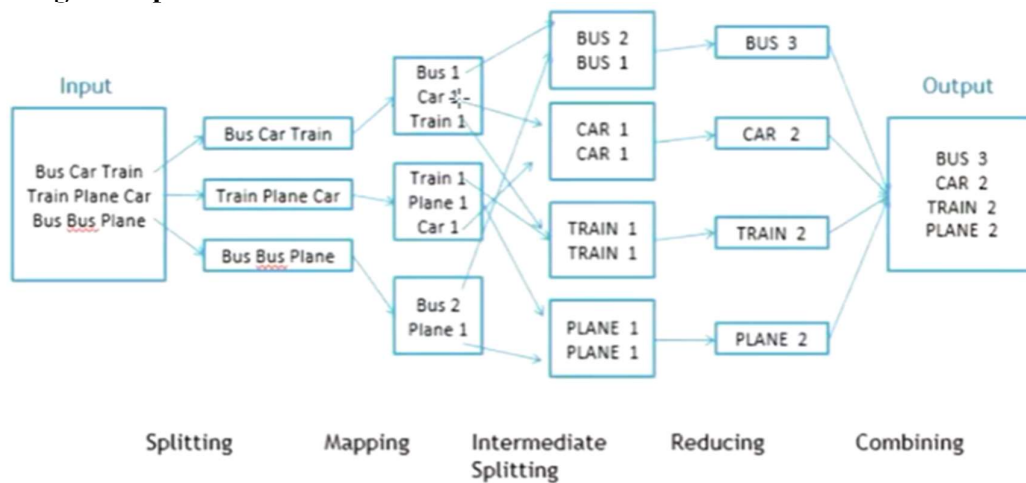 Input
Bus Car Train
Train Plane Car
Bus Bus Plane
Bus Car Train
Train Plane Car
Bus Bus Plane
Bus 1
Car 1
Train 1
Train 1
Plane 1
Car 1
Bus 2
Plane 1
BUS 2
BUS 1
CAR 1
CAR 1
TRAIN 1
TRAIN 1
PLANE 1
PLANE 1
BUS 3
CAR 2
TRAIN 2
PLANE 2
Output
BUS 3
CAR 2
TRAIN 2
PLANE 2
Splitting
Mapping
Intermediate
Splitting
Reducing
Combining